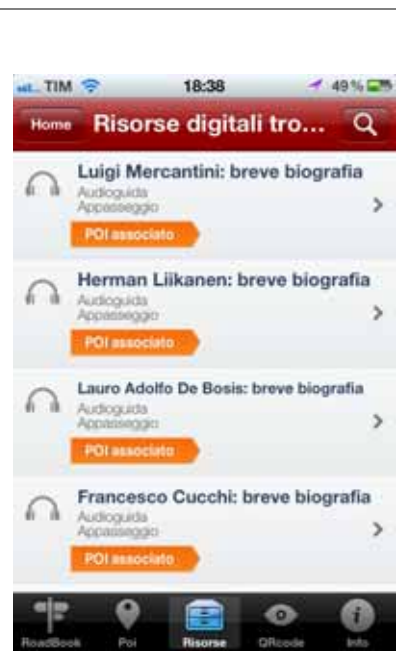 TIM 18:38 49%
Home Risorse digitali tro... 
Luigi Mercantini: breve biografia
Audioguida
Appasseggio
POI associato
Herman Liikanen: breve biografia
Audioguida
Appasseggio
POI associato
Lauro Adolfo De Bosis: breve biografia
Audioguida
Appasseggio
POI associato
Francesco Cucchi: breve biografia
Audioguida
Appasseggio
POI associato
RoadBook Poi Risorse QRcode Info